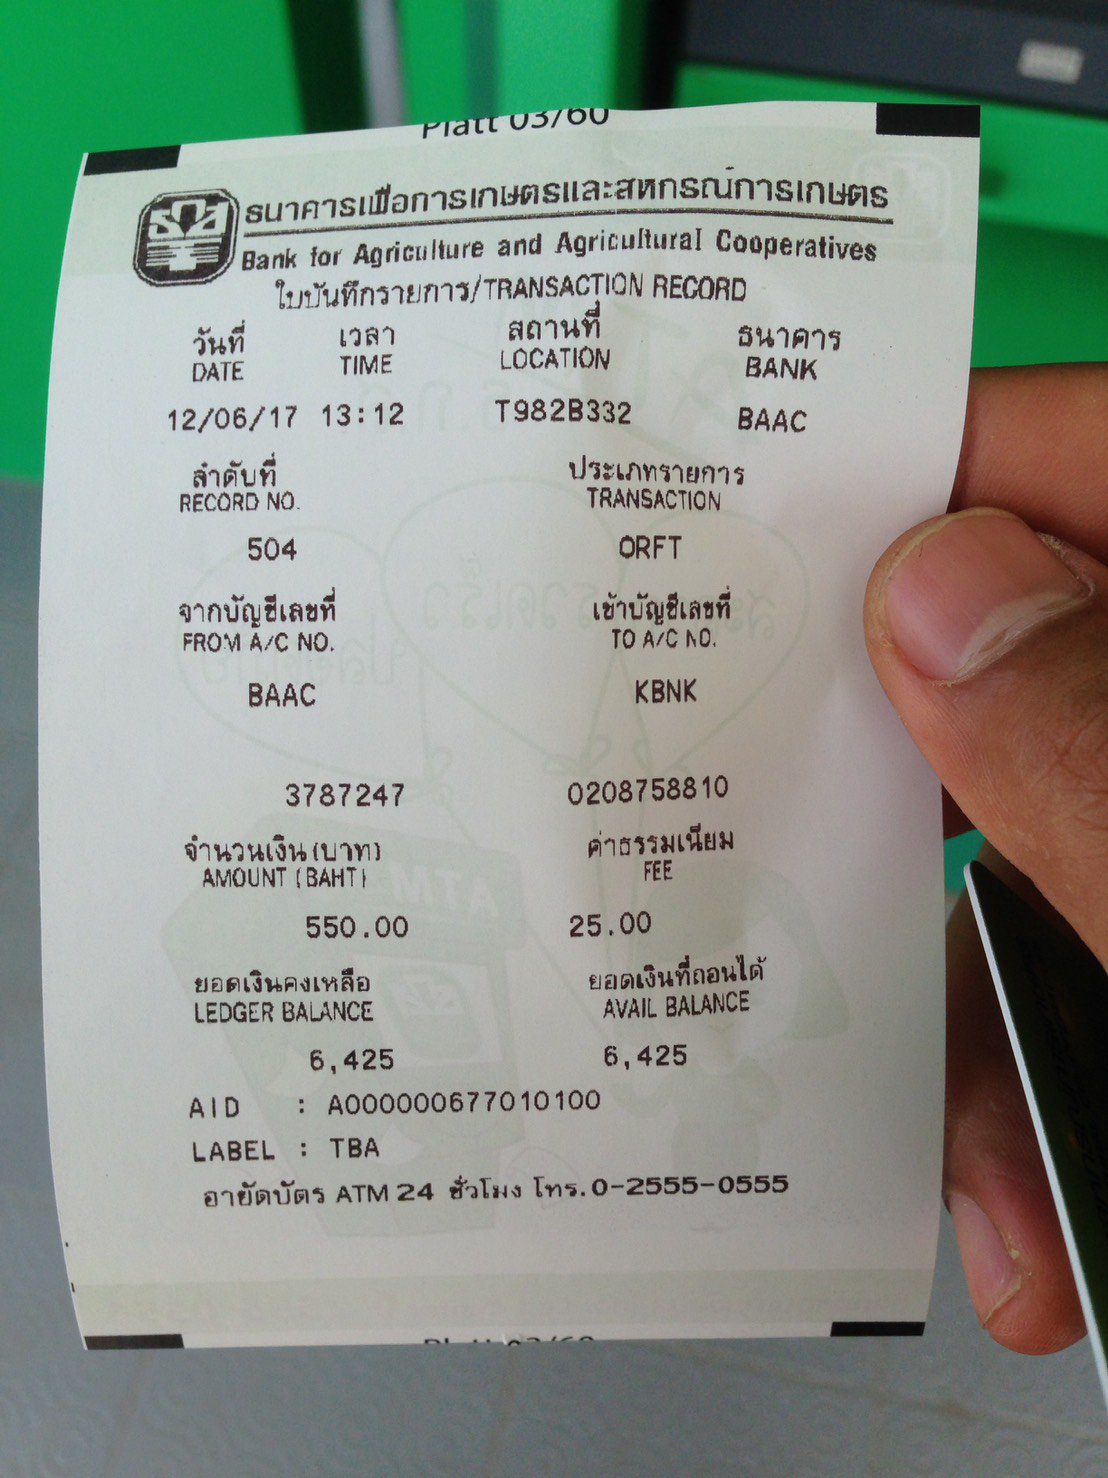 Platt 03/60
ธนาคารเพื่อการเกษตรและสหกรณ์การเกษตร
Bank for Agriculture and Agricultural Cooperatives
ใบบันทึกรายการ/TRANSACTION RECORD
วันที่ เวลา สถานที่ ธนาคาร
DATE TIME LOCATION BANK
12/06/17 13:12 T982B332 BAAC
ลำดับที่ ประเภทรายการ
RECORD NO. TRANSACTION
504 ORFT
จากบัญชีเลขที่ เข้าบัญชีเลขที่
FROM A/C NO. TO A/C NO.
BAAC KBNK
3787247 0208758810
จำนวนเงิน(บาท) ค่าธรรมเนียม
AMOUNT (BAHT) FEE
550.00 25.00
ยอดเงินคงเหลือ ยอดเงินที่ถอนได้
LEDGER BALANCE AVAIL BALANCE
6,425 6,425
AID : A000000677010100
LABEL : TBA
อายัดบัตร ATM 24 ชั่วโมง โทร.0-2555-0555
Platt 03/60